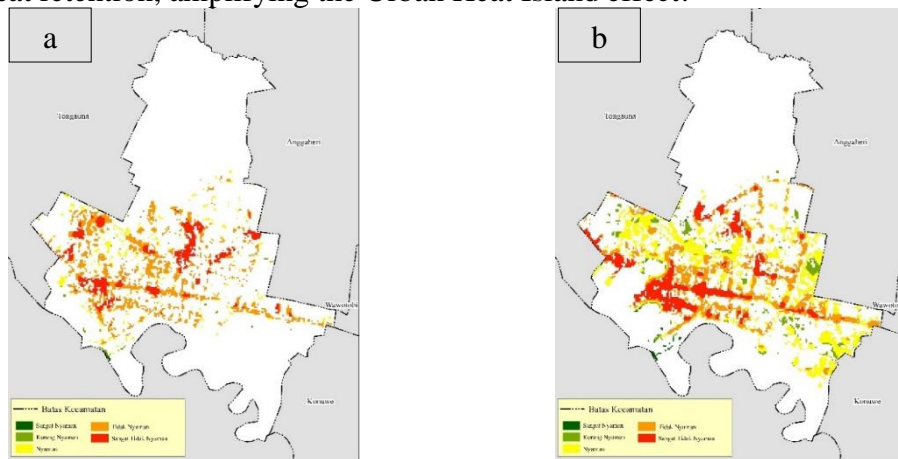 eat retention, amplifying the Urban Heat Island effect.
a
b
Tongauna
Anggaberi
Konawe
Batas Kecamatan
Sangat Nyaman
Kurang Nyaman
Nyaman
Tidak Nyaman
Sangat Tidak Nyaman
Tongauna
Anggaberi
Wawotobi
Konawe
Batas Kecamatan
Sangat Nyaman
Kurang Nyaman
Nyaman
Tidak Nyaman
Sangat Tidak Nyaman